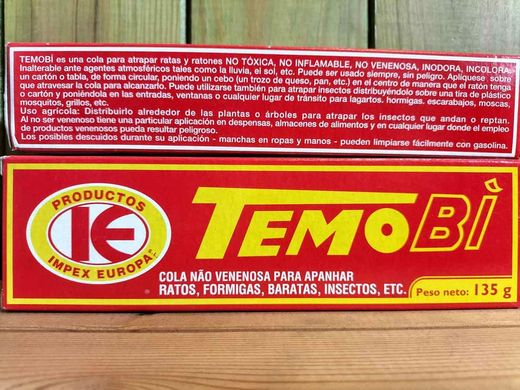 TEMOBÍ es una cola para atrapar ratas y ratones NO TÓXICA, NO INFLAMABLE, NO VENENOSA, INODORA, INCOLORA.
Inalterable ante agentes atmosféricos tales como la lluvia, el sol, etc. Puede ser usado siempre, sin peligro. Aplíquese sobre
un cartón o tabla, de forma circular, poniendo un cebo (un trozo de queso, pan, etc.) en el centro de manera que el ratón tenga
que atravesar la cola para alcanzarlo. Puede utilizarse también para atrapar insectos distribuyéndolo sobre una tira de plástico
o cartón y poniéndola en las entradas, ventanas o cualquier lugar de tránsito para lagartos, hormigas, escarabajos, moscas,
mosquitos, grillos, etc.
Uso agrícola: Distribuirlo alrededor de las plantas o árboles para atrapar los insectos que andan o reptan.
Al no ser venenoso tiene una particular aplicación en despensas, almacenes de alimentos y en cualquier lugar donde el empleo
de productos venenosos pueda resultar peligroso.
Los posibles descuidos durante su aplicación - manchas en ropas y manos - pueden limpiarse fácilmente con gasolina.
PRODUCTOS
IE
IMPEX EUROPA
TEMOBÌ
COLA NÃO VENENOSA PARA APANHAR
RATOS, FORMIGAS, BARATAS, INSECTOS, ETC.
Peso neto: 135 g